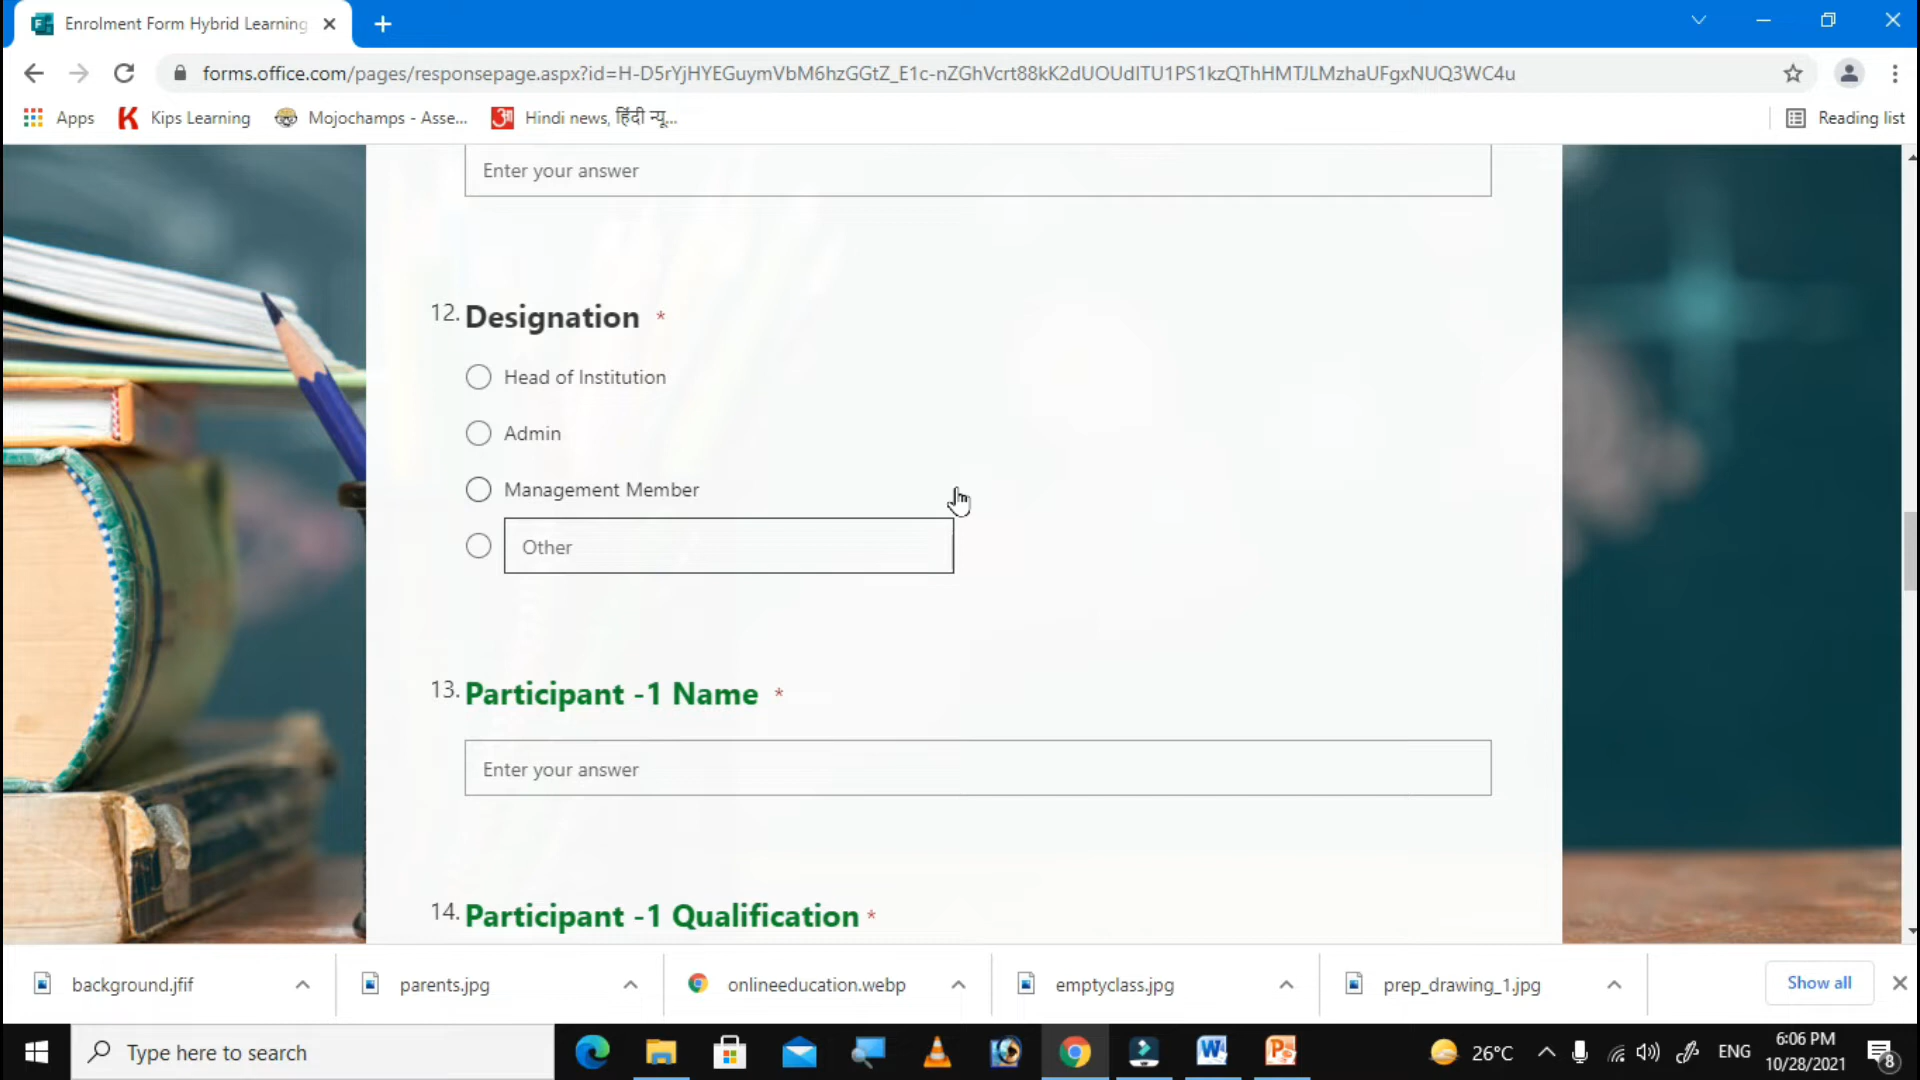 Enrolment Form Hybrid Learning
forms.office.com/pages/responsepage.aspx?id=H-D5rYjHYEGuymVbM6hzGGtZ_E1c-nZGhVcrt88kK2dUOUdITU1PS1kzQThHMTJLMzhaUFgxNUQ3WC4u
Apps
Kips Learning
Mojochamps - Asse...
Hindi news, हिंदी न्यू...
Reading list
Enter your answer
12. Designation *
Head of Institution
Admin
Management Member
Other
13. Participant -1 Name *
Enter your answer
14. Participant -1 Qualification *
background.jfif
parents.jpg
onlineeducation.webp
emptyclass.jpg
prep_drawing_1.jpg
Show all
Type here to search
26°C
ENG
6:06 PM
10/28/2021
8